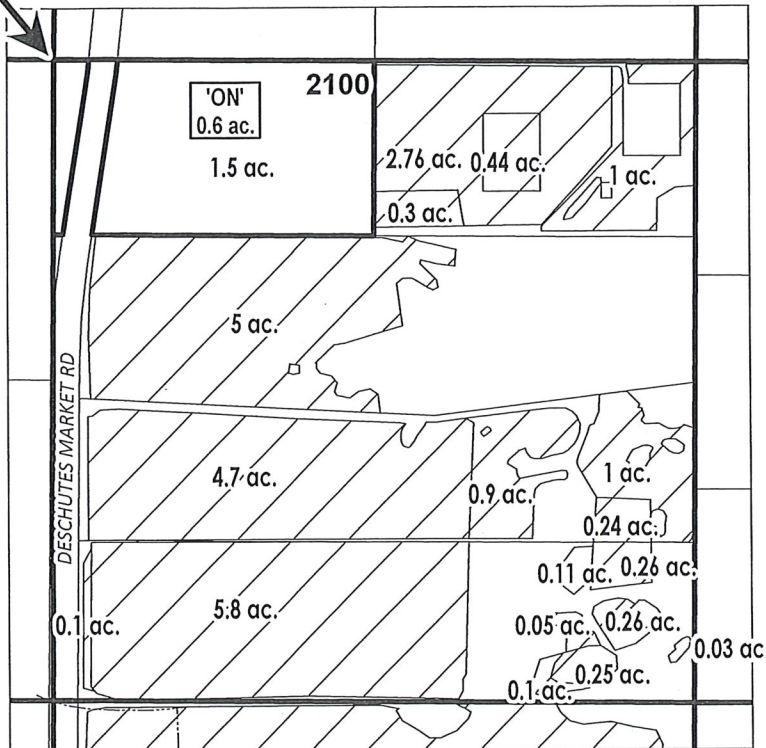 2100
'ON'
0.6 ac.
1.5 ac.
2.76 ac.
0.44 ac.
1 ac.
0.3 ac.
5 ac.
DESCHUTES MARKET RD
4.7 ac.
0.9 ac.
1 ac.
0.24 ac.
0.11 ac.
0.26 ac.
5.8 ac.
0.1 ac.
0.05 ac.
0.26 ac.
0.03 ac
0.25 ac.
0.1 ac.